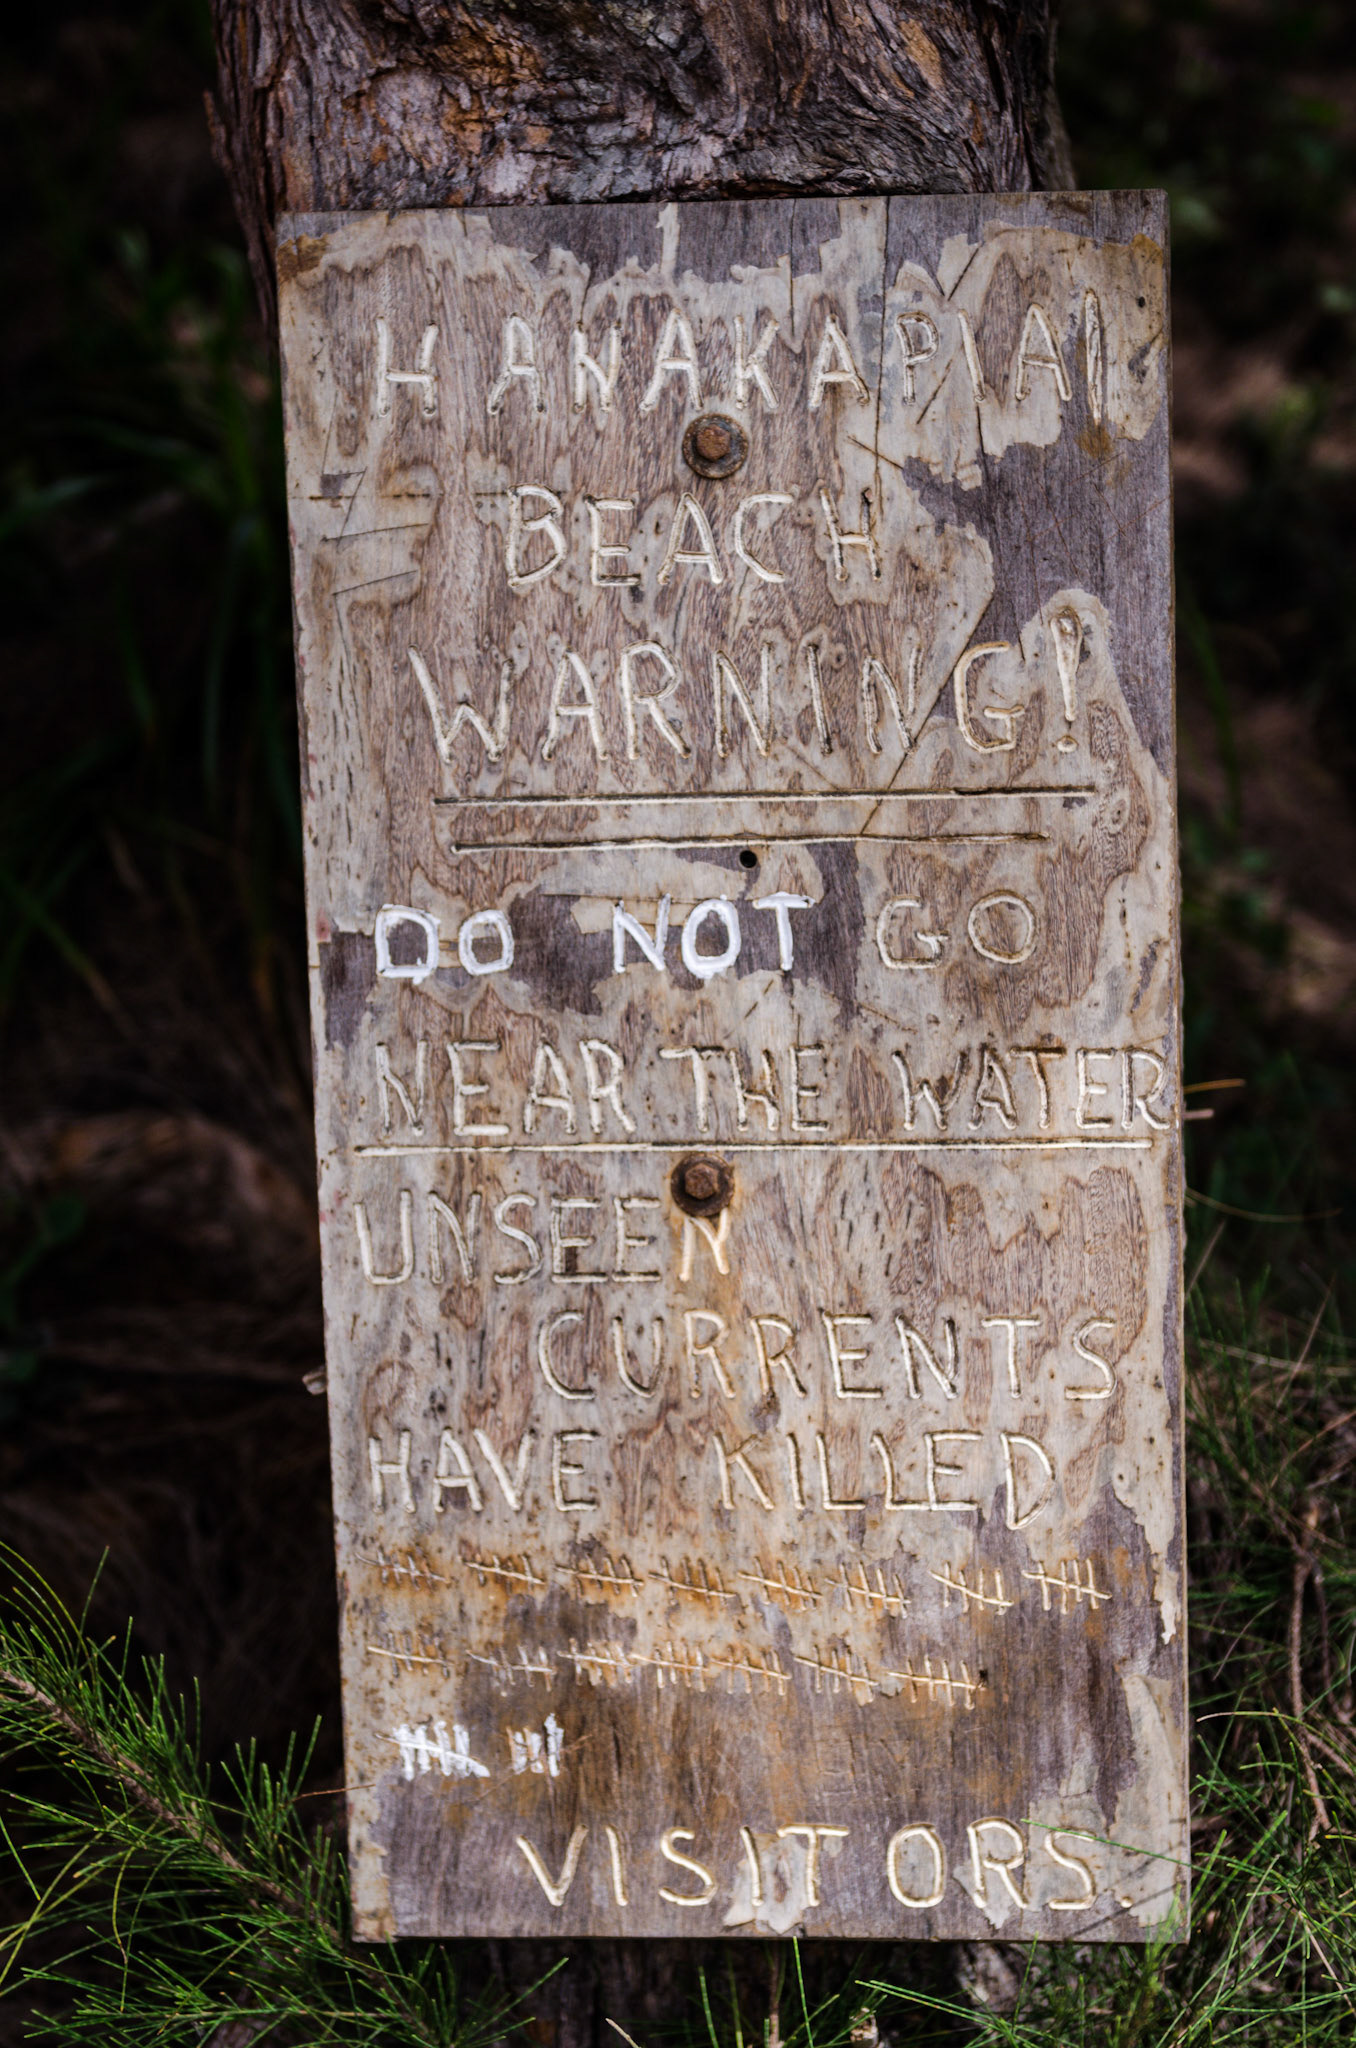 HANAKAPIAI
BEACH
WARNING!
DO NOT GO
NEAR THE WATER
UNSEEN
CURRENTS
HAVE KILLED
VISITORS.